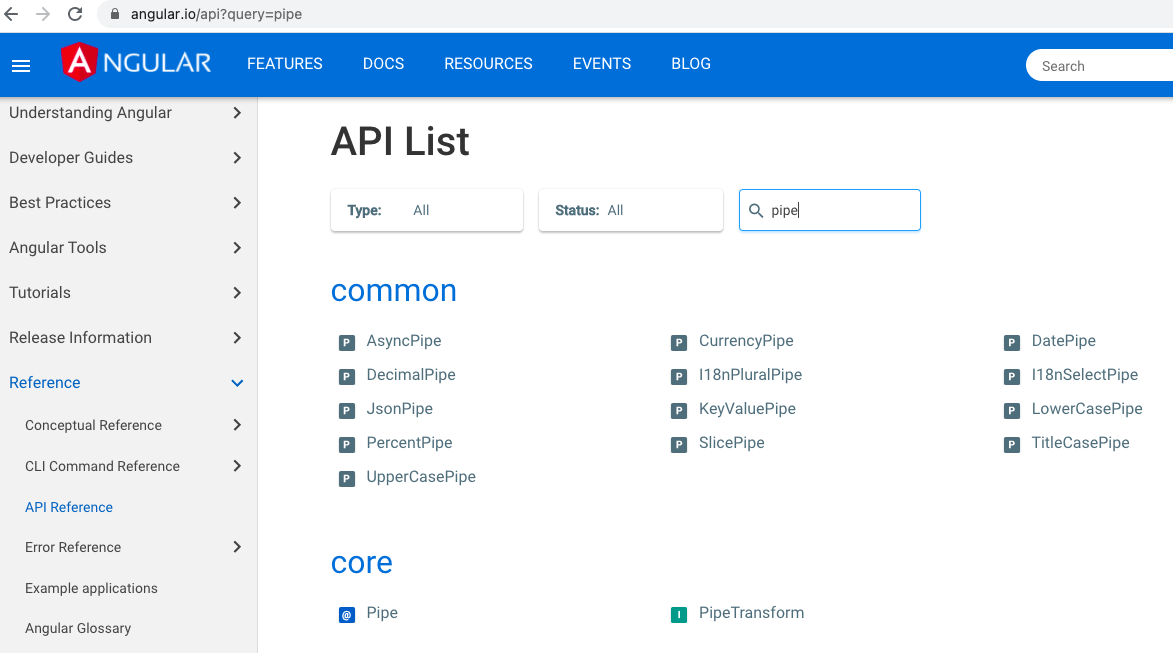 angular.io/api?query=pipe
ANGULAR FEATURES DOCS RESOURCES EVENTS BLOG Search
Understanding Angular
Developer Guides
Best Practices
Angular Tools
Tutorials
Release Information
Reference
Conceptual Reference
CLI Command Reference
API Reference
Error Reference
Example applications
Angular Glossary
API List
Type: All Status: All pipe
common
P AsyncPipe P CurrencyPipe P DatePipe
P DecimalPipe P I18nPluralPipe P I18nSelectPipe
P JsonPipe P KeyValuePipe P LowerCasePipe
P PercentPipe P SlicePipe P TitleCasePipe
P UpperCasePipe
core
@ Pipe I PipeTransform